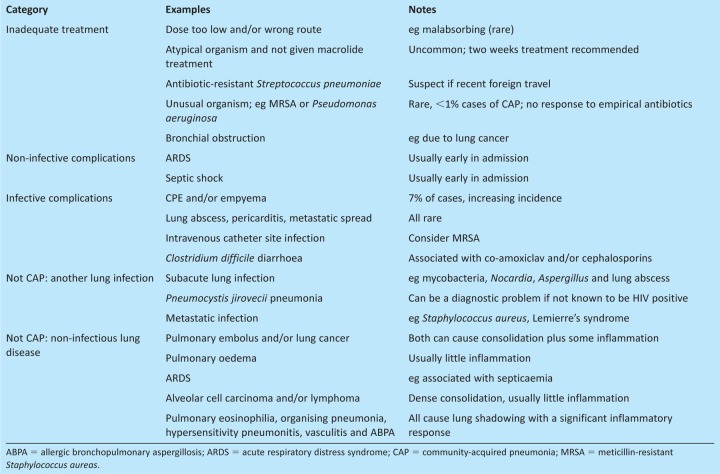 Category Examples Notes
Inadequate treatment Dose too low and/or wrong route eg malabsorbing (rare)
Atypical organism and not given macrolide Uncommon; two weeks treatment recommended
treatment
Antibiotic-resistant Streptococcus pneumoniae Suspect if recent foreign travel
Unusual organism; eg MRSA or Pseudomonas Rare, <1% cases of CAP; no response to empirical antibiotics
aeruginosa
Bronchial obstruction eg due to lung cancer
Non-infective complications ARDS Usually early in admission
Septic shock Usually early in admission
Infective complications CPE and/or empyema 7% of cases, increasing incidence
Lung abscess, pericarditis, metastatic spread All rare
Intravenous catheter site infection Consider MRSA
Clostridium difficile diarrhoea Associated with co-amoxiclav and/or cephalosporins
Not CAP: another lung infection Subacute lung infection eg mycobacteria, Nocardia, Aspergillus and lung abscess
Pneumocystis jirovecii pneumonia Can be a diagnostic problem if not known to be HIV positive
Metastatic infection eg Staphylococcus aureus, Lemierre's syndrome
Not CAP: non-infectious lung Pulmonary embolus and/or lung cancer Both can cause consolidation plus some inflammation
disease
Pulmonary oedema Usually little inflammation
ARDS eg associated with septicaemia
Alveolar cell carcinoma and/or lymphoma Dense consolidation, usually little inflammation
Pulmonary eosinophilia, organising pneumonia, All cause lung shadowing with a significant inflammatory
hypersensitivity pneumonitis, vasculitis and ABPA response
ABPA = allergic bronchopulmonary aspergillosis; ARDS = acute respiratory distress syndrome; CAP = community-acquired pneumonia; MRSA = meticillin-resistant
Staphylococcus aureas.